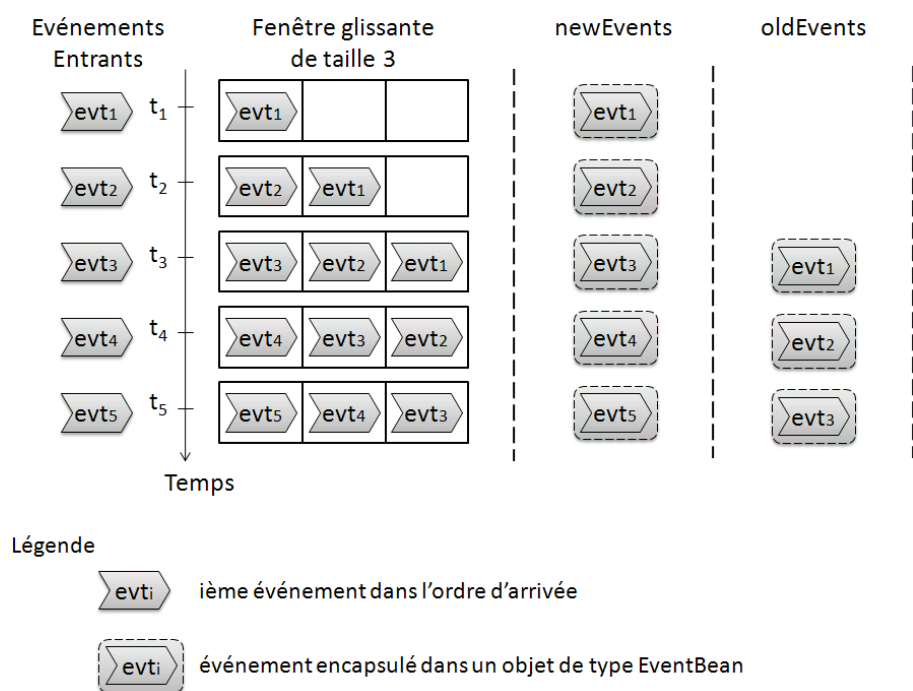 Evénements
Entrants
Fenêtre glissante
de taille 3
newEvents
oldEvents
evt1
t1
evt1
evt1
evt2
t2
evt2
evt1
evt2
evt3
t3
evt3
evt2
evt1
evt3
evt1
evt4
t4
evt4
evt3
evt2
evt4
evt2
evt5
t5
evt5
evt4
evt3
evt5
evt3
Temps
Légende
evti
ième événement dans l'ordre d'arrivée
evti
événement encapsulé dans un objet de type EventBean